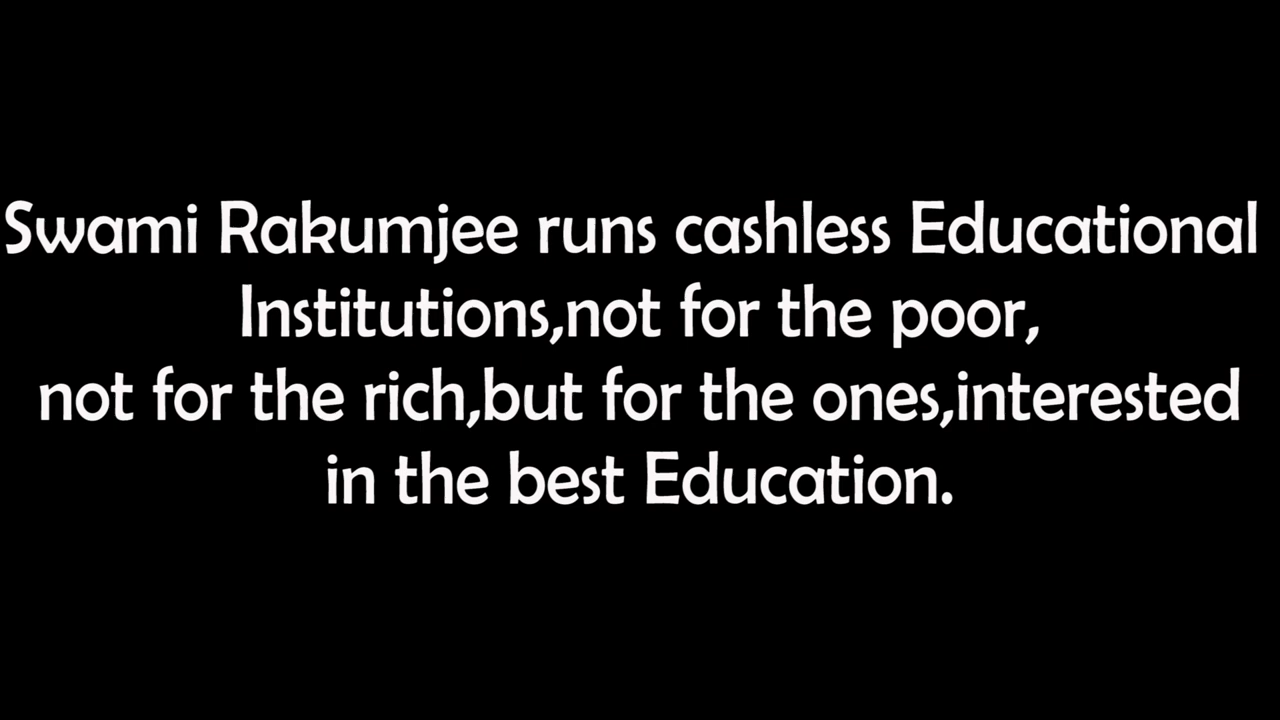 Swami Rakumjee runs cashless Educational
Institutions,not for the poor,
not for the rich,but for the ones,interested
in the best Education.